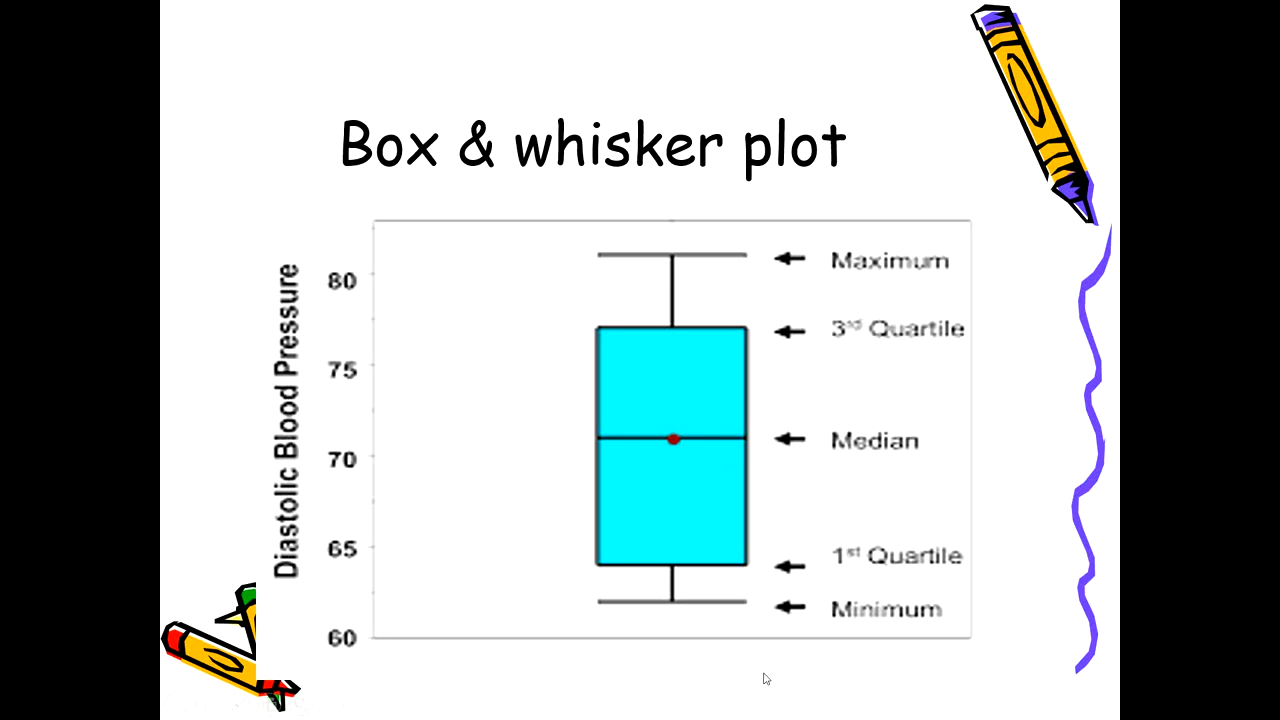 Box & whisker plot
Diastolic Blood Pressure
80
75
70
65
60
Maximum
3rd Quartile
Median
1st Quartile
Minimum